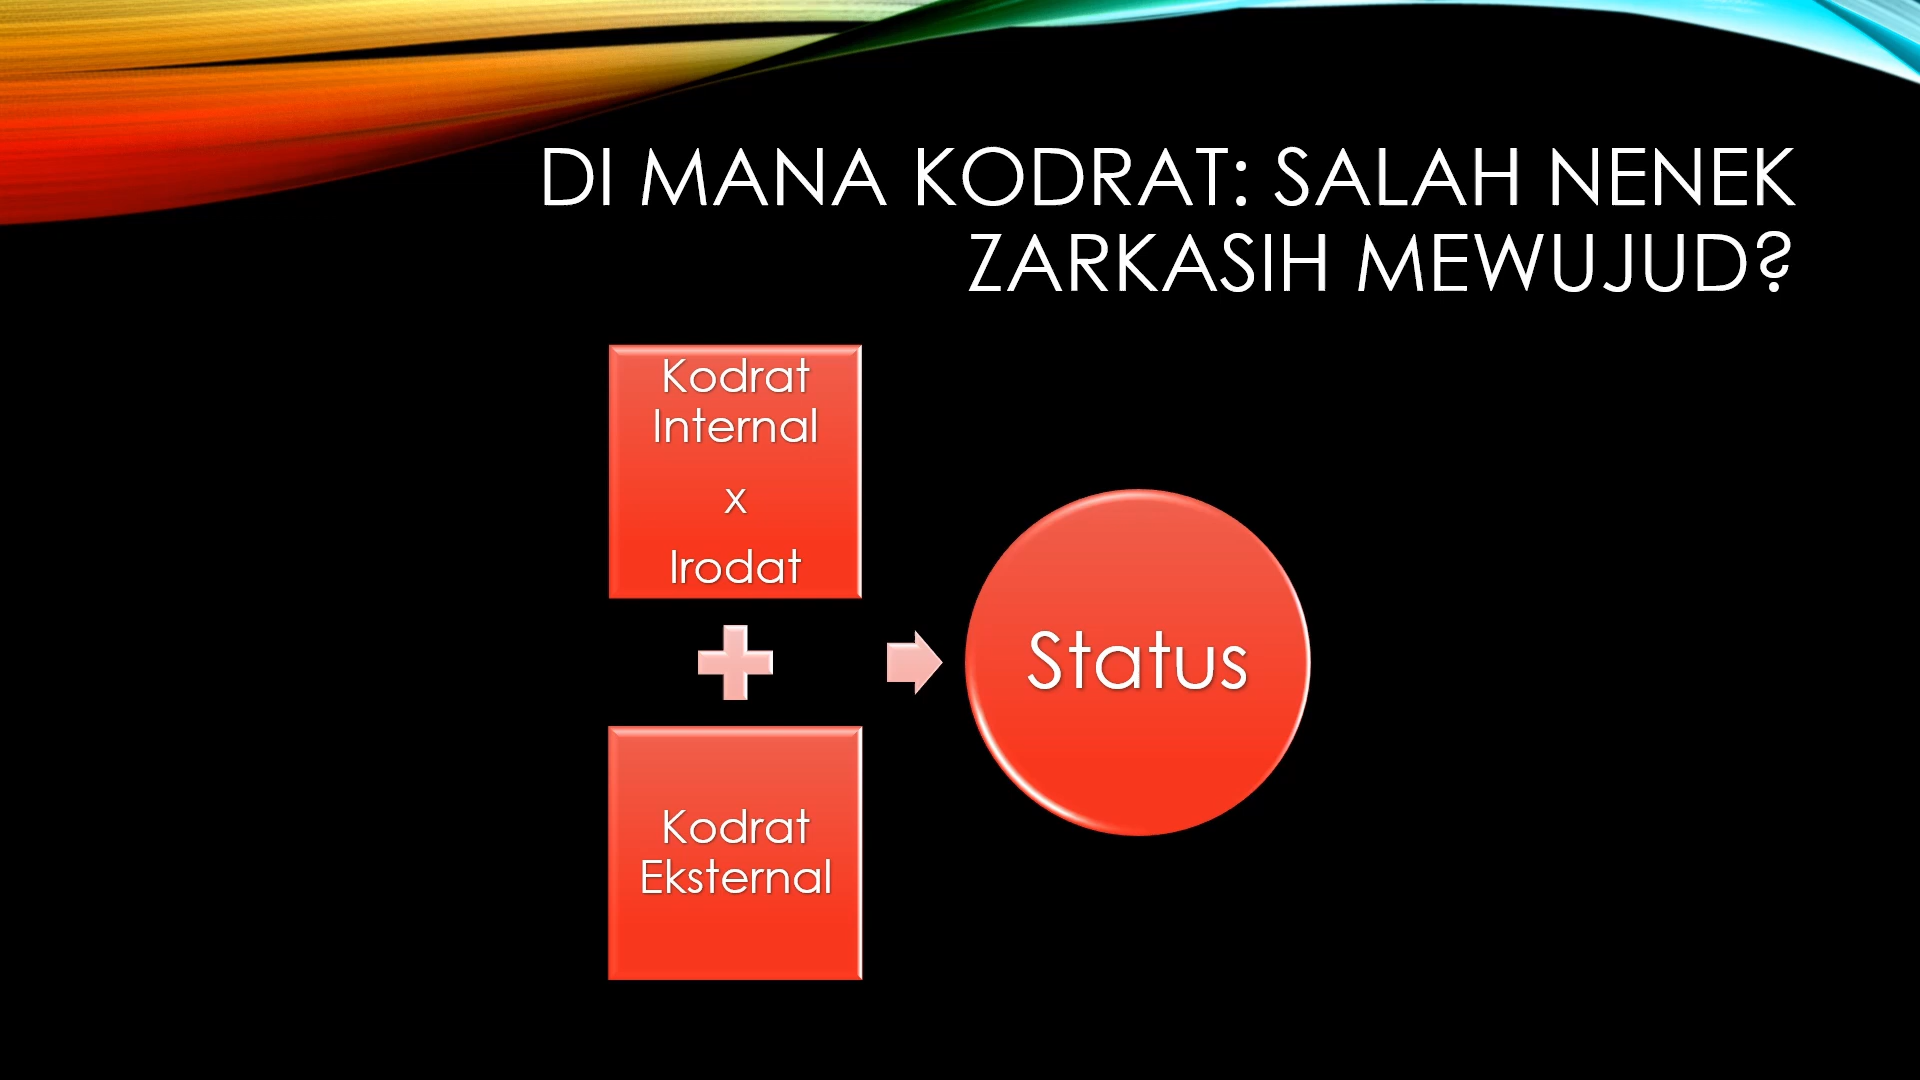 DI MANA KODRAT: SALAH NENEK
ZARKASIH MEWUJUD?
Kodrat
Internal
x
Irodat
Kodrat
Eksternal
Status